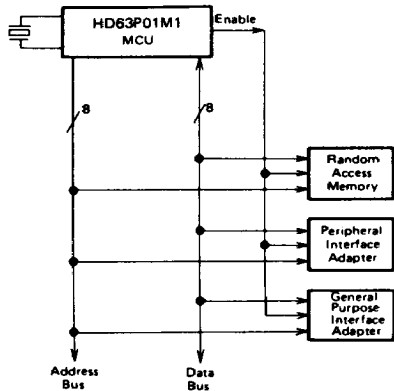 HD63P01M1
MCU
Enable
8
8
Random
Access
Memory
Peripheral
Interface
Adapter
General
Purpose
Interface
Adapter
Address
Bus
Data
Bus